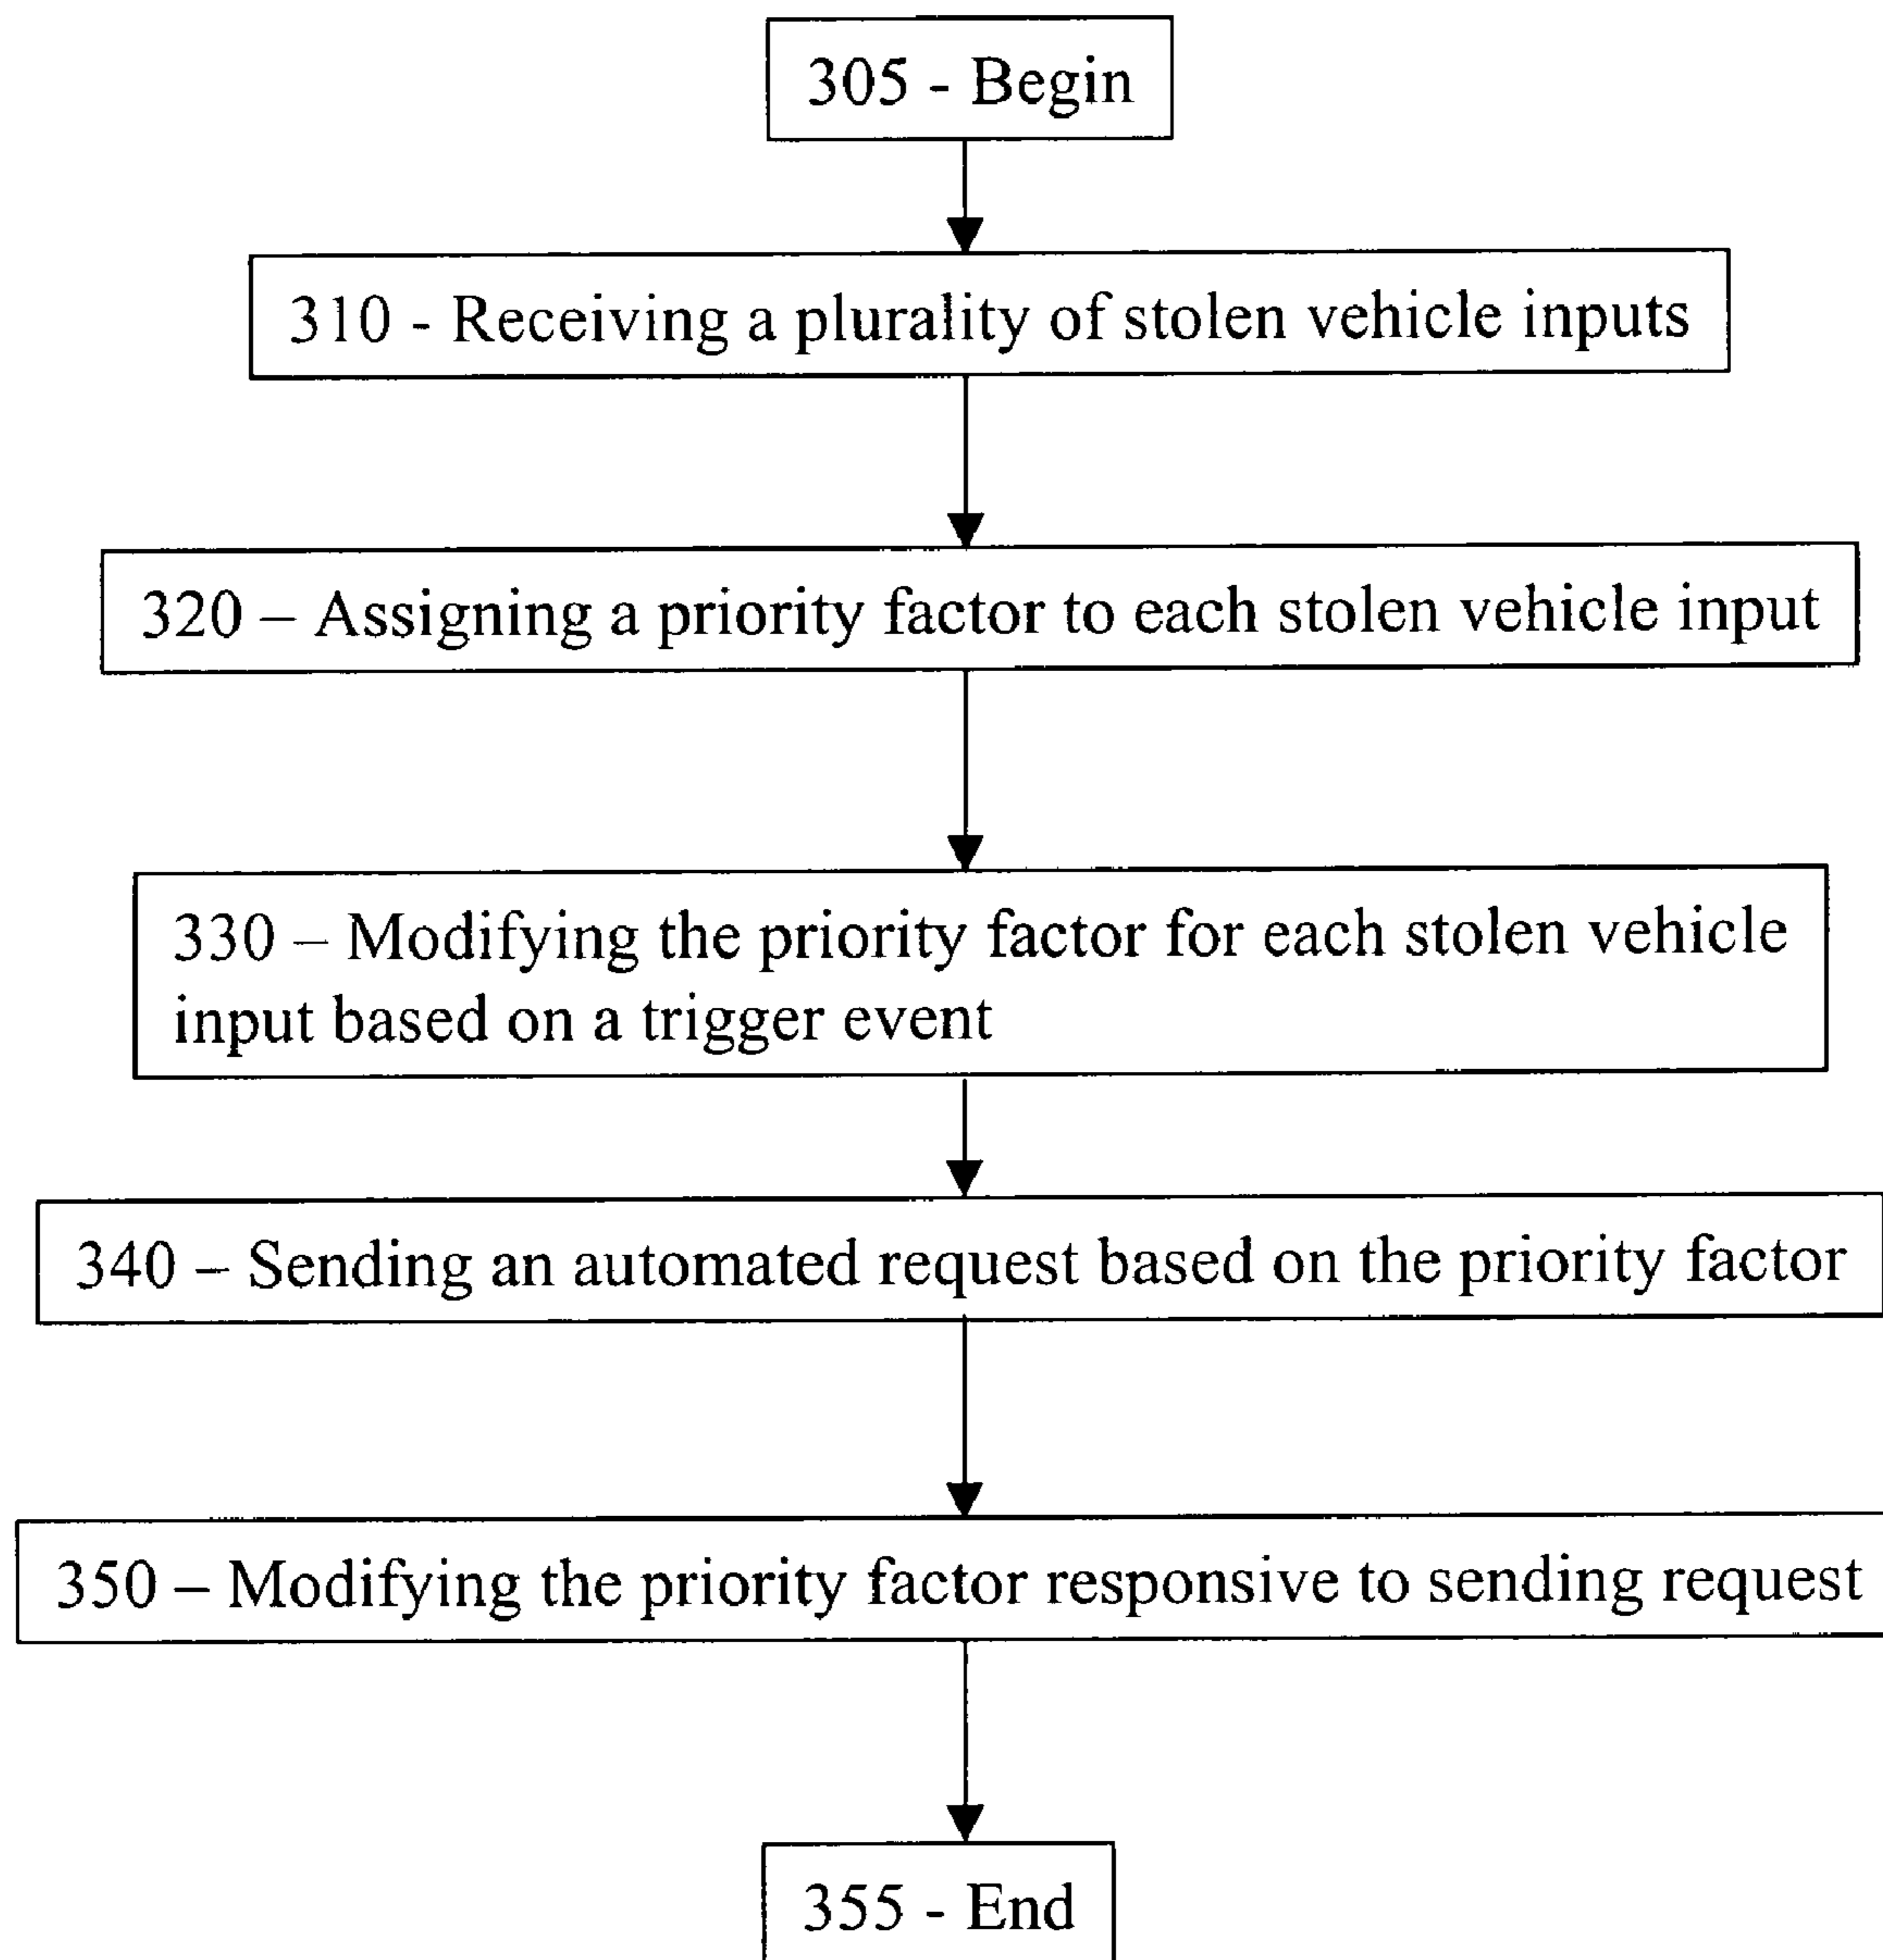 305 - Begin
310 - Receiving a plurality of stolen vehicle inputs
320 – Assigning a priority factor to each stolen vehicle input
330 – Modifying the priority factor for each stolen vehicle
input based on a trigger event
340 – Sending an automated request based on the priority factor
350 – Modifying the priority factor responsive to sending request
355 - End